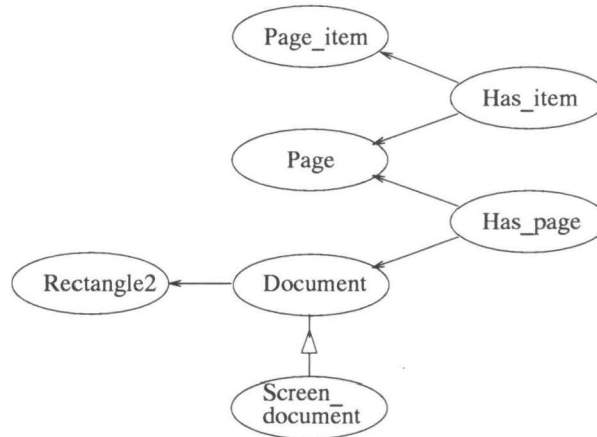 Page_item
Has_item
Page
Has_page
Rectangle2
Document
Screen_
document